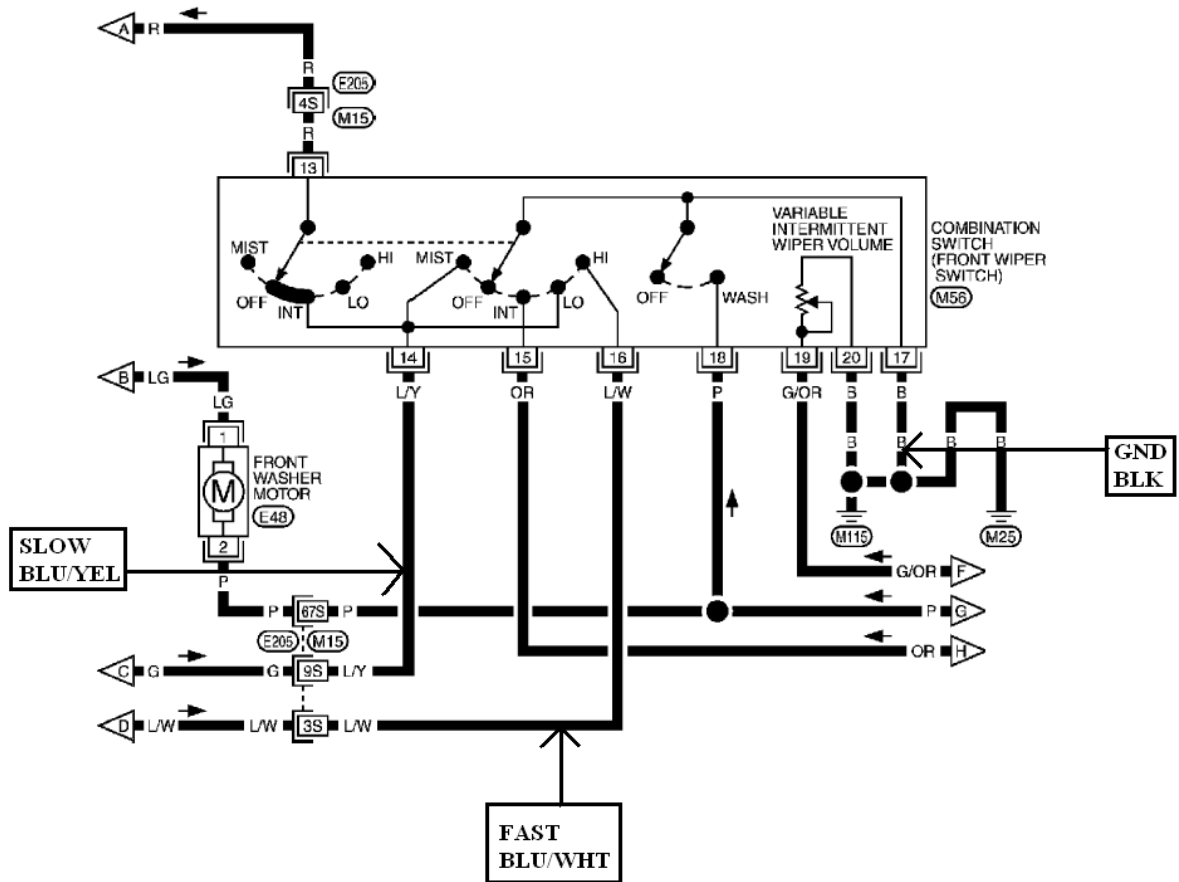 A R
R
4S
E205
M15
R
13
MIST
HI
OFF
LO
INT
MIST
HI
OFF
LO
INT
OFF
WASH
VARIABLE
INTERMITTENT
WIPER VOLUME
COMBINATION
SWITCH
(FRONT WIPER
SWITCH)
M56
14
15
16
18
19
20
17
L/Y
OR
L/W
P
G/OR
B
B
B LG
LG
1
FRONT
WASHER
MOTOR
E48
M
2
P
B
B
B
B
GND
BLK
M115
M25
SLOW
BLU/YEL
G/OR F
P 67S P
P G
E205
M15
OR H
C G
G 9S L/Y
D L/W
L/W 3S L/W
FAST
BLU/WHT